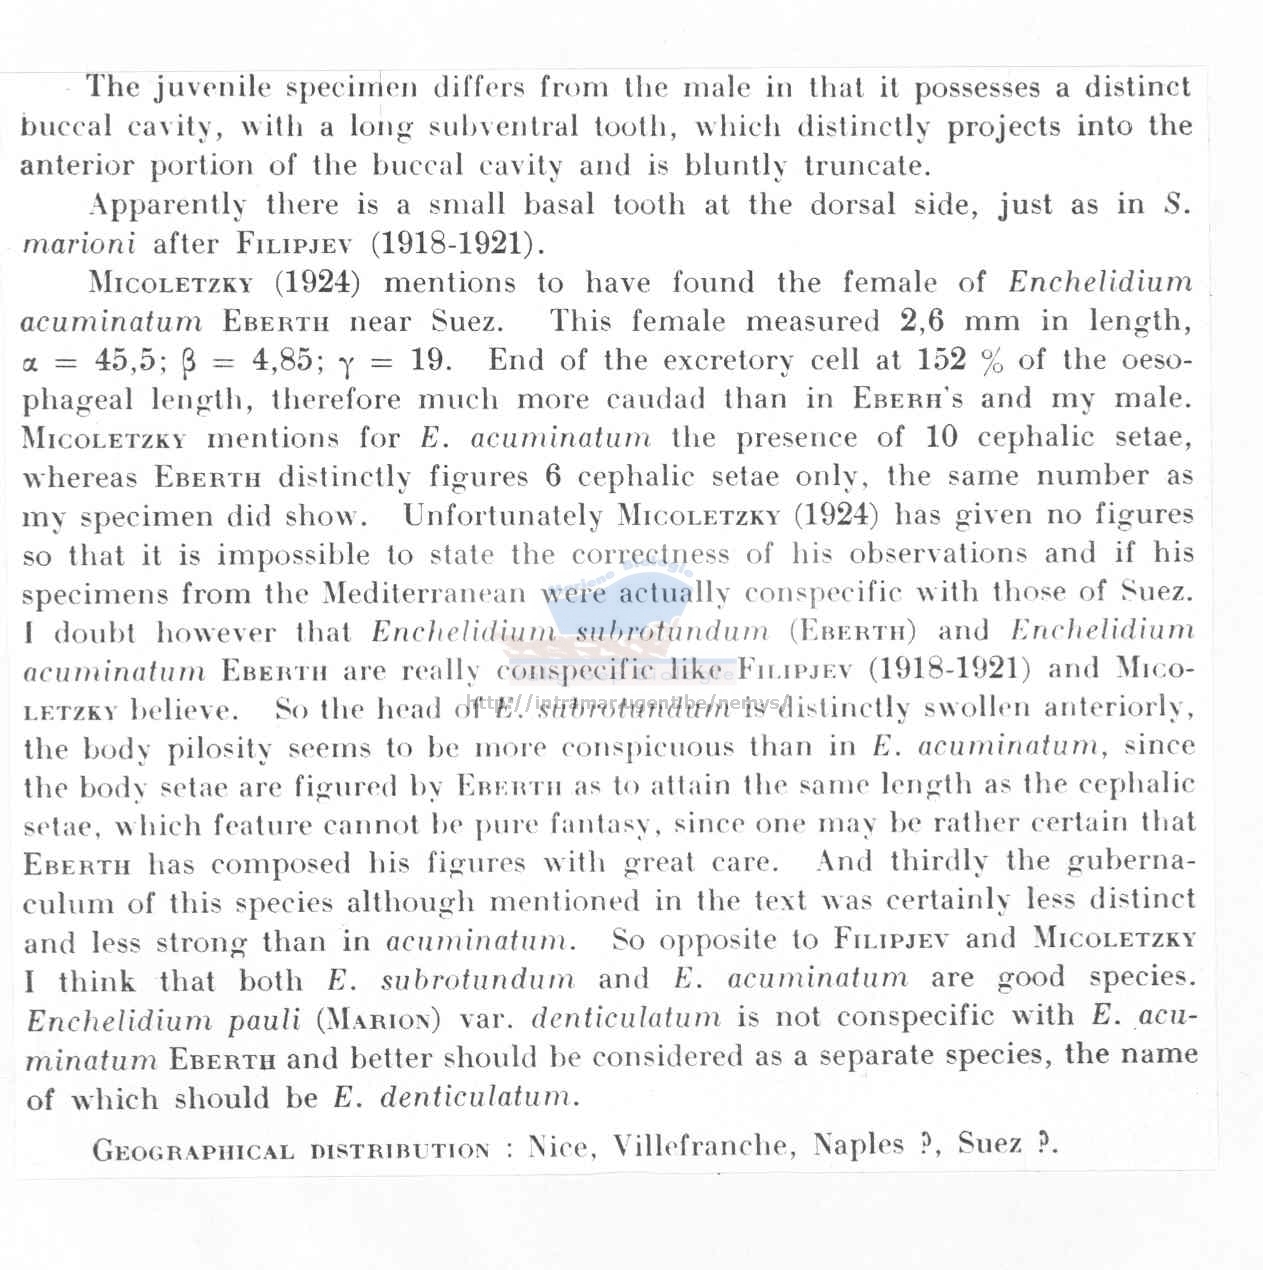 The juvenile specimen differs from the male in that it possesses a distinct
buccal cavity, with a long subventral tooth, which distinctly projects into the
anterior portion of the buccal cavity and is bluntly truncate.
Apparently there is a small basal tooth at the dorsal side, just as in S.
marioni after FILIPJEV (1918-1921).
MICOLETZKY (1924) mentions to have found the female of Enchelidium
acuminatum EBERTH near Suez. This female measured 2,6 mm in length,
α = 45,5; β = 4,85; γ = 19. End of the excretory cell at 152 % of the oeso-
phageal length, therefore much more caudad than in EBERH's and my male.
MICOLETZKY mentions for E. acuminatum the presence of 10 cephalic setae,
whereas EBERTH distinctly figures 6 cephalic setae only, the same number as
my specimen did show. Unfortunately MICOLETZKY (1924) has given no figures
so that it is impossible to state the correctness of his observations and if his
specimens from the Mediterranean were actually conspecific with those of Suez.
I doubt however that Enchelidium subrotundum (EBERTH) and Enchelidium
acuminatum EBERTH are really conspecific like FILIPJEV (1918-1921) and MICO-
LETZKY believe. So the head of E. subrotundum is distinctly swollen anteriorly,
the body pilosity seems to be more conspicuous than in E. acuminatum, since
the body setae are figured by EBERTH as to attain the same length as the cephalic
setae, which feature cannot be pure fantasy, since one may be rather certain that
EBERTH has composed his figures with great care. And thirdly the guberna-
culum of this species although mentioned in the text was certainly less distinct
and less strong than in acuminatum. So opposite to FILIPJEV and MICOLETZKY
I think that both E. subrotundum and E. acuminatum are good species.
Enchelidium pauli (MARION) var. denticulatum is not conspecific with E. acu-
minatum EBERTH and better should be considered as a separate species, the name
of which should be E. denticulatum.
GEOGRAPHICAL DISTRIBUTION : Nice, Villefranche, Naples ?, Suez ?.
Mariene Biologie
http://intramar.ugent.be/nemys/